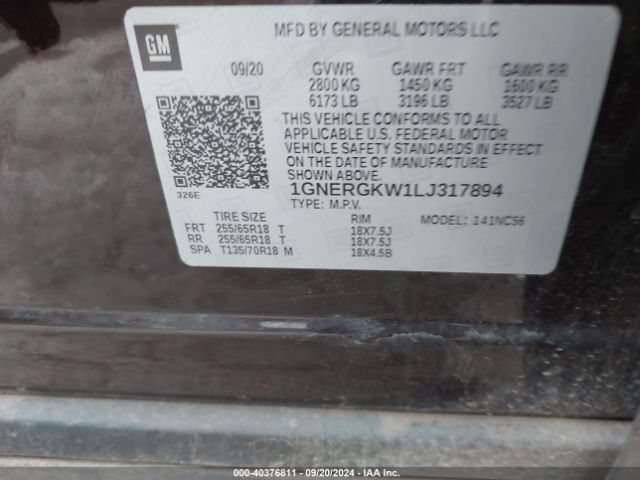 GM
MFD BY GENERAL MOTORS LLC
09/20 GVWR GAWR FRT GAWR RR
2800 KG 1450 KG 1600 KG
6173 LB 3196 LB 3527 LB
THIS VEHICLE CONFORMS TO ALL
APPLICABLE U.S. FEDERAL MOTOR
VEHICLE SAFETY STANDARDS IN EFFECT
ON THE DATE OF MANUFACTURE
SHOWN ABOVE.
326E
1GNERGKW1LJ317894
TYPE: M.P.V.
TIRE SIZE RIM MODEL: 141NC56
FRT 255/65R18 T 18X7.5J
RR 255/65R18 T 18X7.5J
SPA T135/70R18 M 18X4.5B
000-40376811 - 09/20/2024 - IAA Inc.